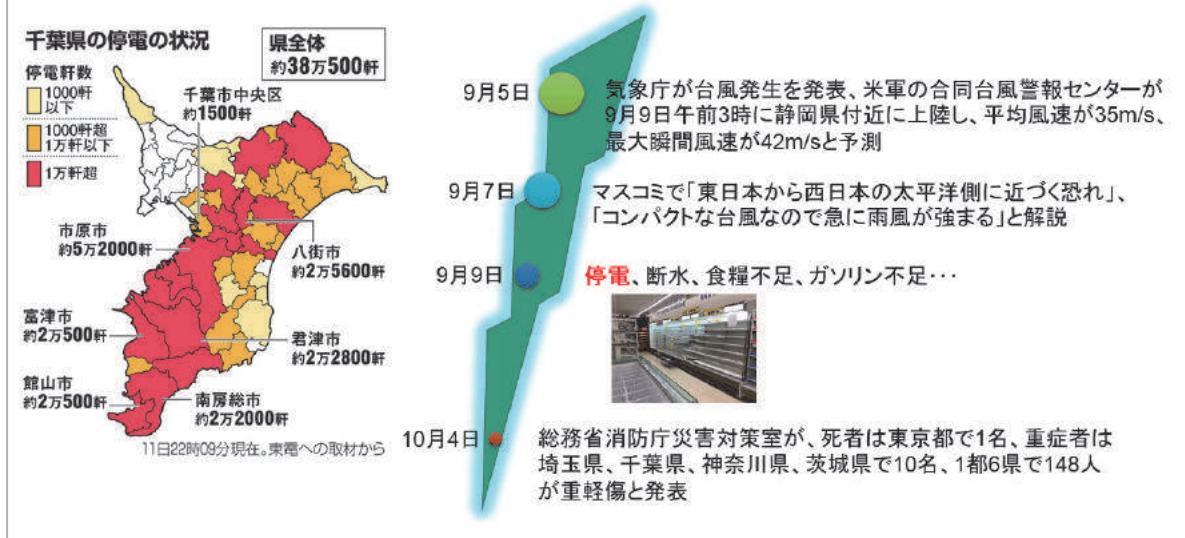 千葉県の停電の状況
県全体
約38万500軒
停電軒数
1000軒
以下
1000軒超
1万軒以下
1万軒超
千葉市中央区
約1500軒
市原市
約5万2000軒
八街市
約2万5600軒
富津市
約2万500軒
君津市
約2万2800軒
館山市
約2万500軒
南房総市
約2万2000軒
11日22時09分現在。東電への取材から
9月5日
気象庁が台風発生を発表、米軍の合同台風警報センターが
9月9日午前3時に静岡県付近に上陸し、平均風速が35m/s、
最大瞬間風速が42m/sと予測
9月7日
マスコミで「東日本から西日本の太平洋側に近づく恐れ」、
「コンパクトな台風なので急に雨風が強まる」と解説
9月9日
停電、断水、食糧不足、ガソリン不足･･･
10月4日
総務省消防庁災害対策室が、死者は東京都で1名、重症者は
埼玉県、千葉県、神奈川県、茨城県で10名、1都6県で148人
が重軽傷と発表